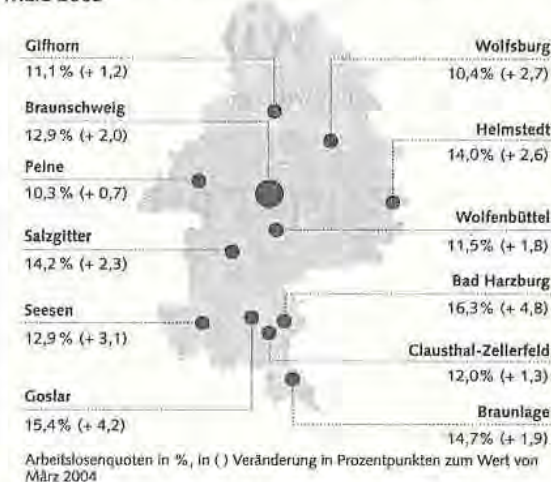 Gifhorn
11,1% (+ 1,2)
Braunschweig
12,9% (+ 2,0)
Peine
10,3% (+ 0,7)
Salzgitter
14,2% (+ 2,3)
Seesen
12,9% (+ 3,1)
Goslar
15,4% (+ 4,2)
Wolfsburg
10,4% (+ 2,7)
Helmstedt
14,0% (+ 2,6)
Wolfenbüttel
11,5% (+ 1,8)
Bad Harzburg
16,3% (+ 4,8)
Clausthal-Zellerfeld
12,0% (+ 1,3)
Braunlage
14,7% (+ 1,9)
Arbeitslosenquoten in %, in ( ) Veränderung in Prozentpunkten zum Wert von
März 2004